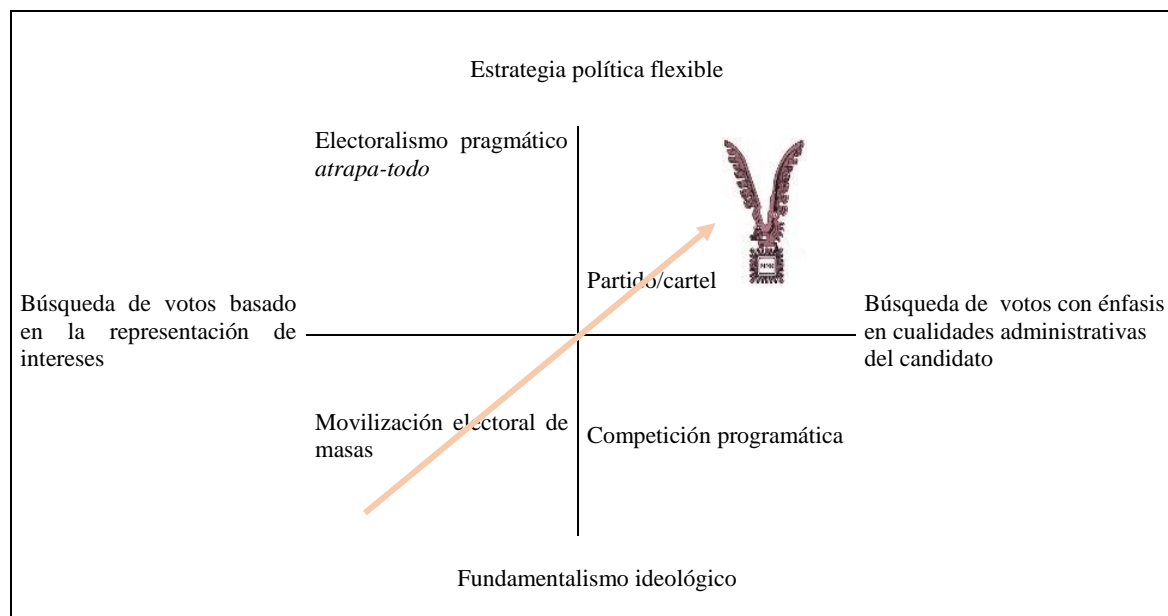 Estrategia política flexible
Electoralismo pragmático
atrapa-todo
Partido/cartel
Búsqueda de votos basado
en la representación de
intereses
Búsqueda de votos con énfasis
en cualidades administrativas
del candidato
Movilización electoral de
masas
Competición programática
Fundamentalismo ideológico